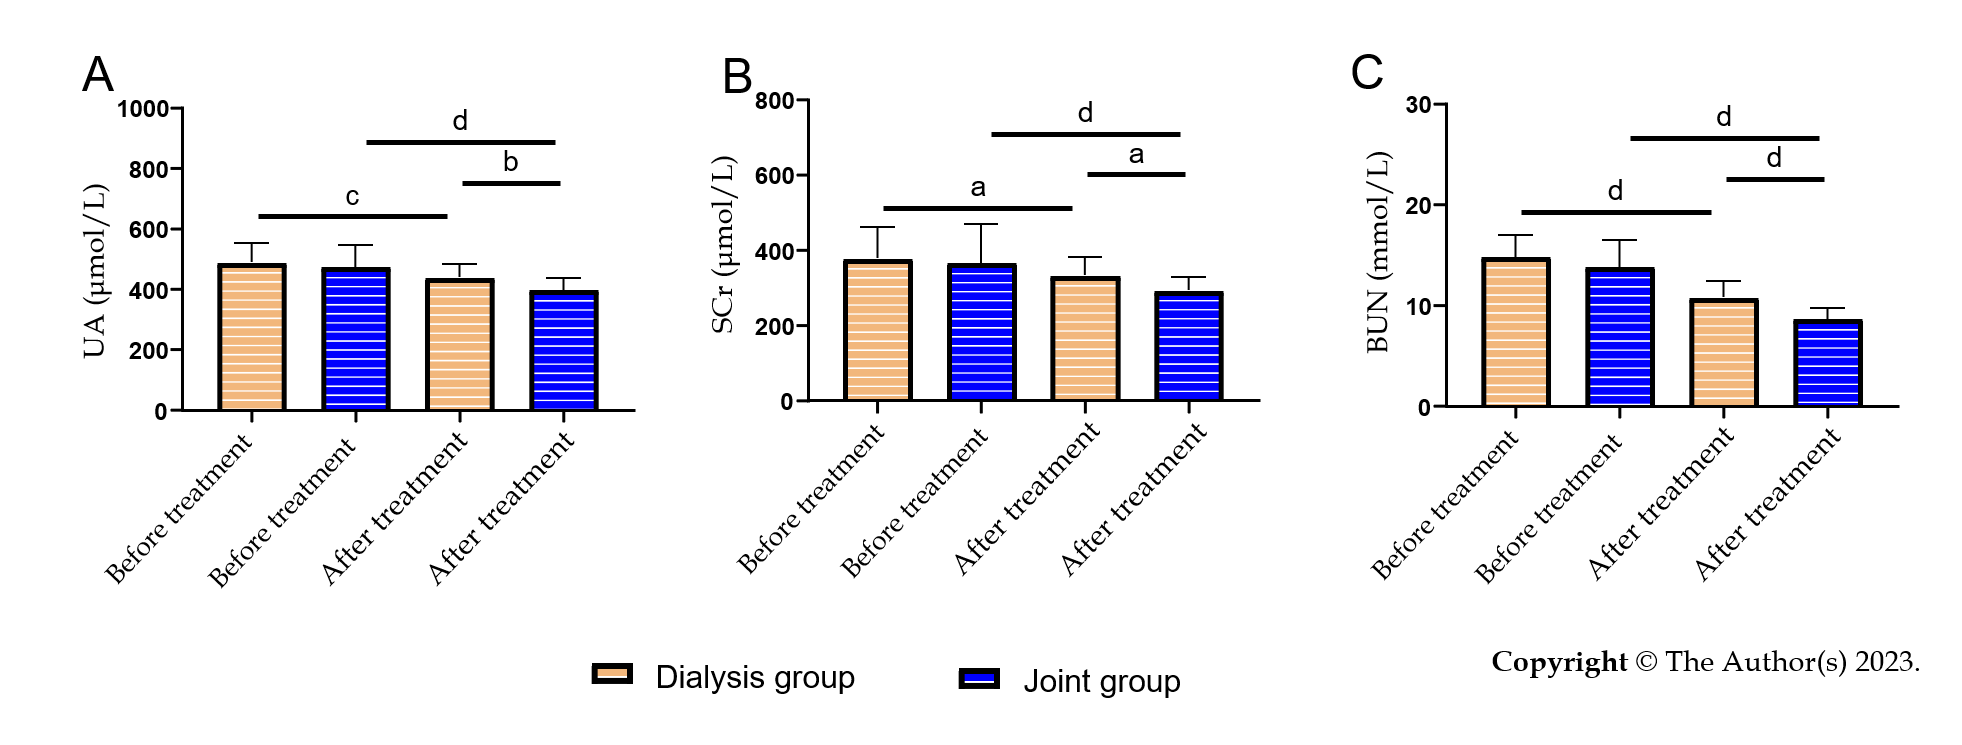 A
1000
800
600
400
200
0
UA (μmol/L)
d
b
c
Before treatment
Before treatment
After treatment
After treatment
B
800
600
400
200
0
SCr (μmol/L)
d
a
a
Before treatment
Before treatment
After treatment
After treatment
C
30
20
10
0
BUN (mmol/L)
d
d
d
Before treatment
Before treatment
After treatment
After treatment
Dialysis group
Joint group
Copyright © The Author(s) 2023.